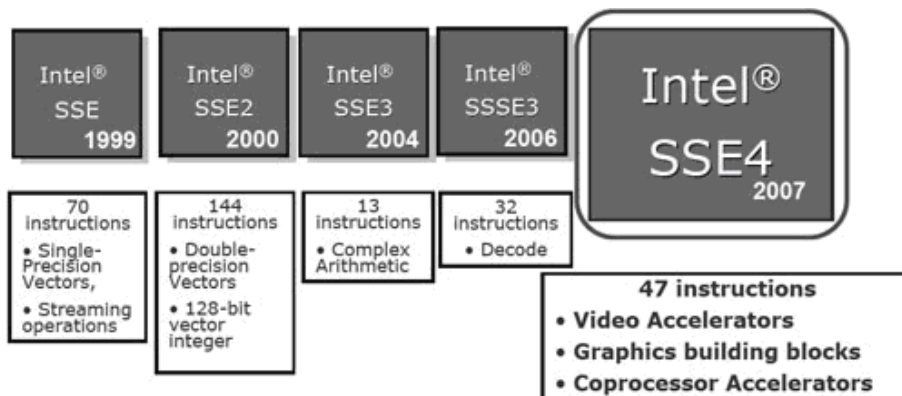 Intel®
SSE
1999
Intel®
SSE2
2000
Intel®
SSE3
2004
Intel®
SSSE3
2006
Intel®
SSE4
2007
70
instructions
• Single-
Precision
Vectors,
• Streaming
operations
144
instructions
• Double-
precision
Vectors
• 128-bit
vector
integer
13
instructions
• Complex
Arithmetic
32
instructions
• Decode
47 instructions
• Video Accelerators
• Graphics building blocks
• Coprocessor Accelerators